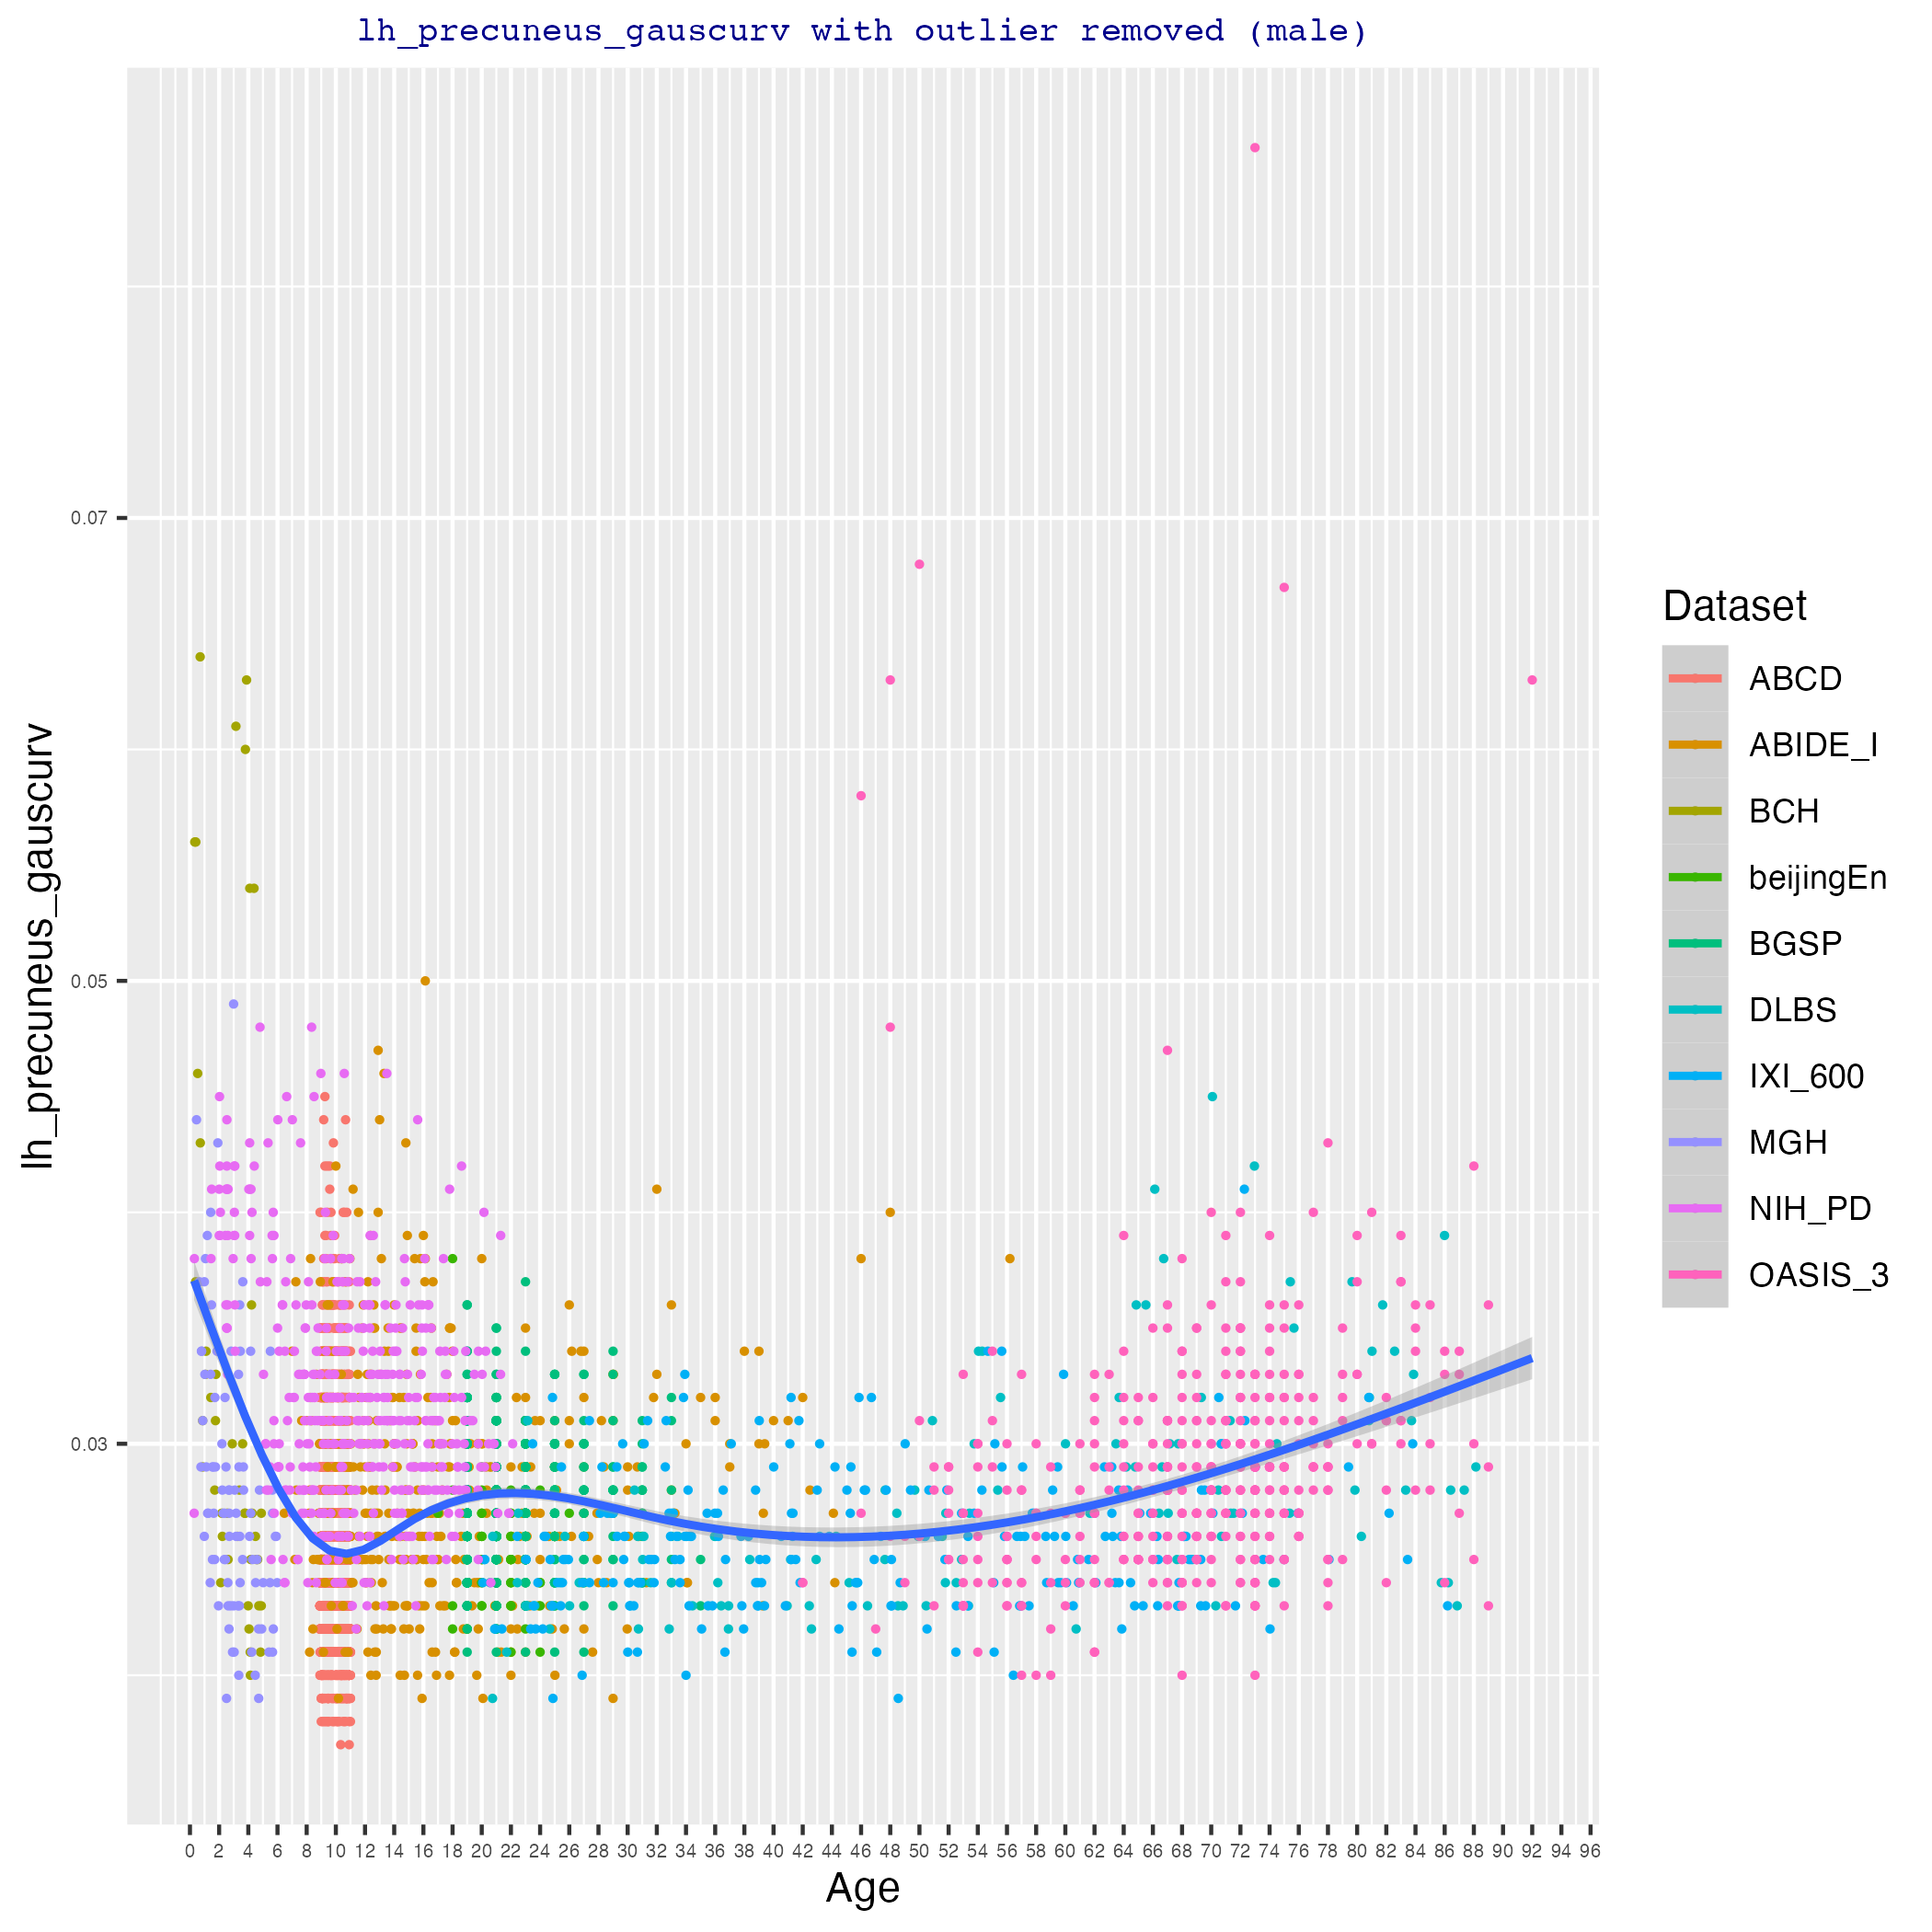 lh_precuneus_gauscurv with outlier removed (male)
0.07
0.05
0.03
lh_precuneus_gauscurv
0 2 4 6 8 10 12 14 16 18 20 22 24 26 28 30 32 34 36 38 40 42 44 46 48 50 52 54 56 58 60 62 64 66 68 70 72 74 76 78 80 82 84 86 88 90 92 94 96
Age
Dataset
ABCD
ABIDE_I
BCH
beijingEn
BGSP
DLBS
IXI_600
MGH
NIH_PD
OASIS_3